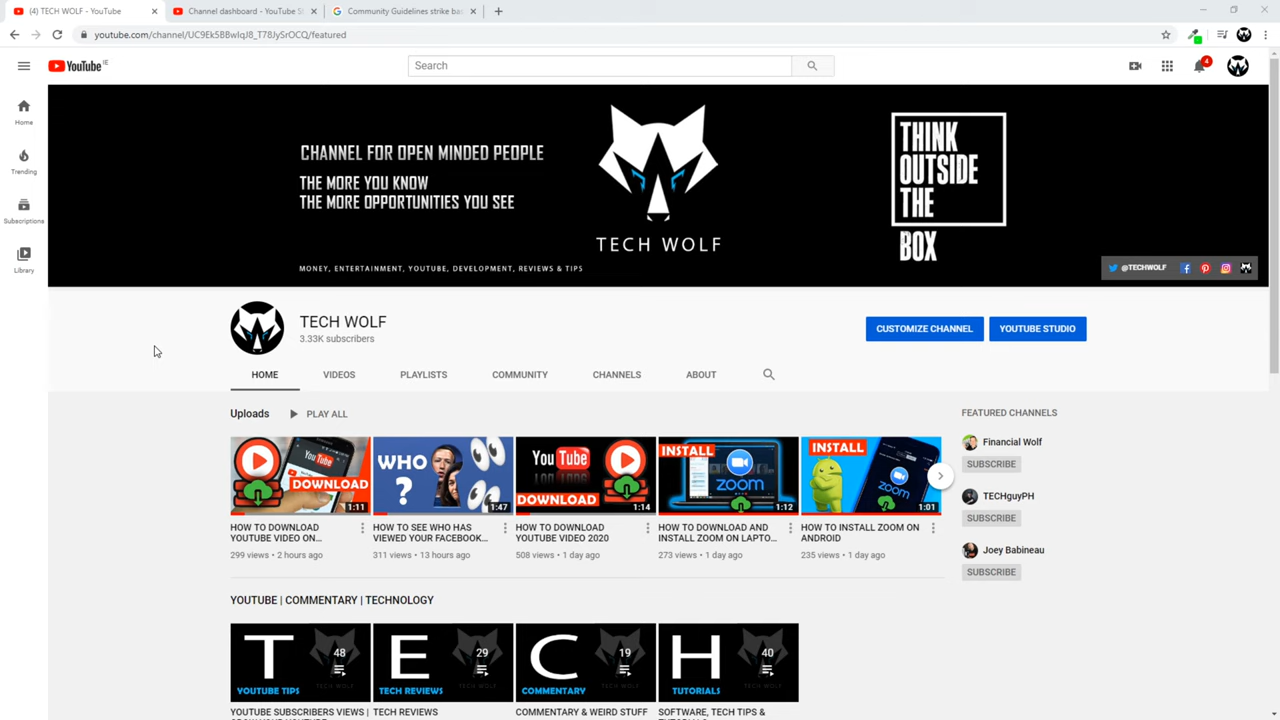 (4) TECH WOLF - YouTube
Channel dashboard - YouTube St
Community Guidelines strike bas
youtube.com/channel/UC9Ek5BBwIqJ8_T78JySrOCQ/featured
YouTube IE
Search
4
Home
Trending
Subscriptions
Library
CHANNEL FOR OPEN MINDED PEOPLE
THE MORE YOU KNOW
THE MORE OPPORTUNITIES YOU SEE
MONEY, ENTERTAINMENT, YOUTUBE, DEVELOPMENT, REVIEWS & TIPS
TECH WOLF
THINK
OUTSIDE
THE
BOX
@TECHWOLF
TECH WOLF
3.33K subscribers
CUSTOMIZE CHANNEL
YOUTUBE STUDIO
HOME
VIDEOS
PLAYLISTS
COMMUNITY
CHANNELS
ABOUT
Uploads
PLAY ALL
YouTube
DOWNLOAD
1:11
HOW TO DOWNLOAD
YOUTUBE VIDEO ON...
299 views • 2 hours ago
WHO
?
1:47
HOW TO SEE WHO HAS
VIEWED YOUR FACEBOOK...
311 views • 13 hours ago
YouTube
DOWNLOAD
1:14
HOW TO DOWNLOAD
YOUTUBE VIDEO 2020
508 views • 1 day ago
INSTALL
zoom
1:12
HOW TO DOWNLOAD AND
INSTALL ZOOM ON LAPTO...
273 views • 1 day ago
INSTALL
zoom
1:01
HOW TO INSTALL ZOOM ON
ANDROID
235 views • 1 day ago
FEATURED CHANNELS
Financial Wolf
SUBSCRIBE
TECHguyPH
SUBSCRIBE
Joey Babineau
SUBSCRIBE
YOUTUBE | COMMENTARY | TECHNOLOGY
T
48
YOUTUBE TIPS
E
29
TECH REVIEWS
C
19
COMMENTARY
H
40
TUTORIALS
YOUTUBE SUBSCRIBERS VIEWS |
TECH REVIEWS
COMMENTARY & WEIRD STUFF
SOFTWARE, TECH TIPS &